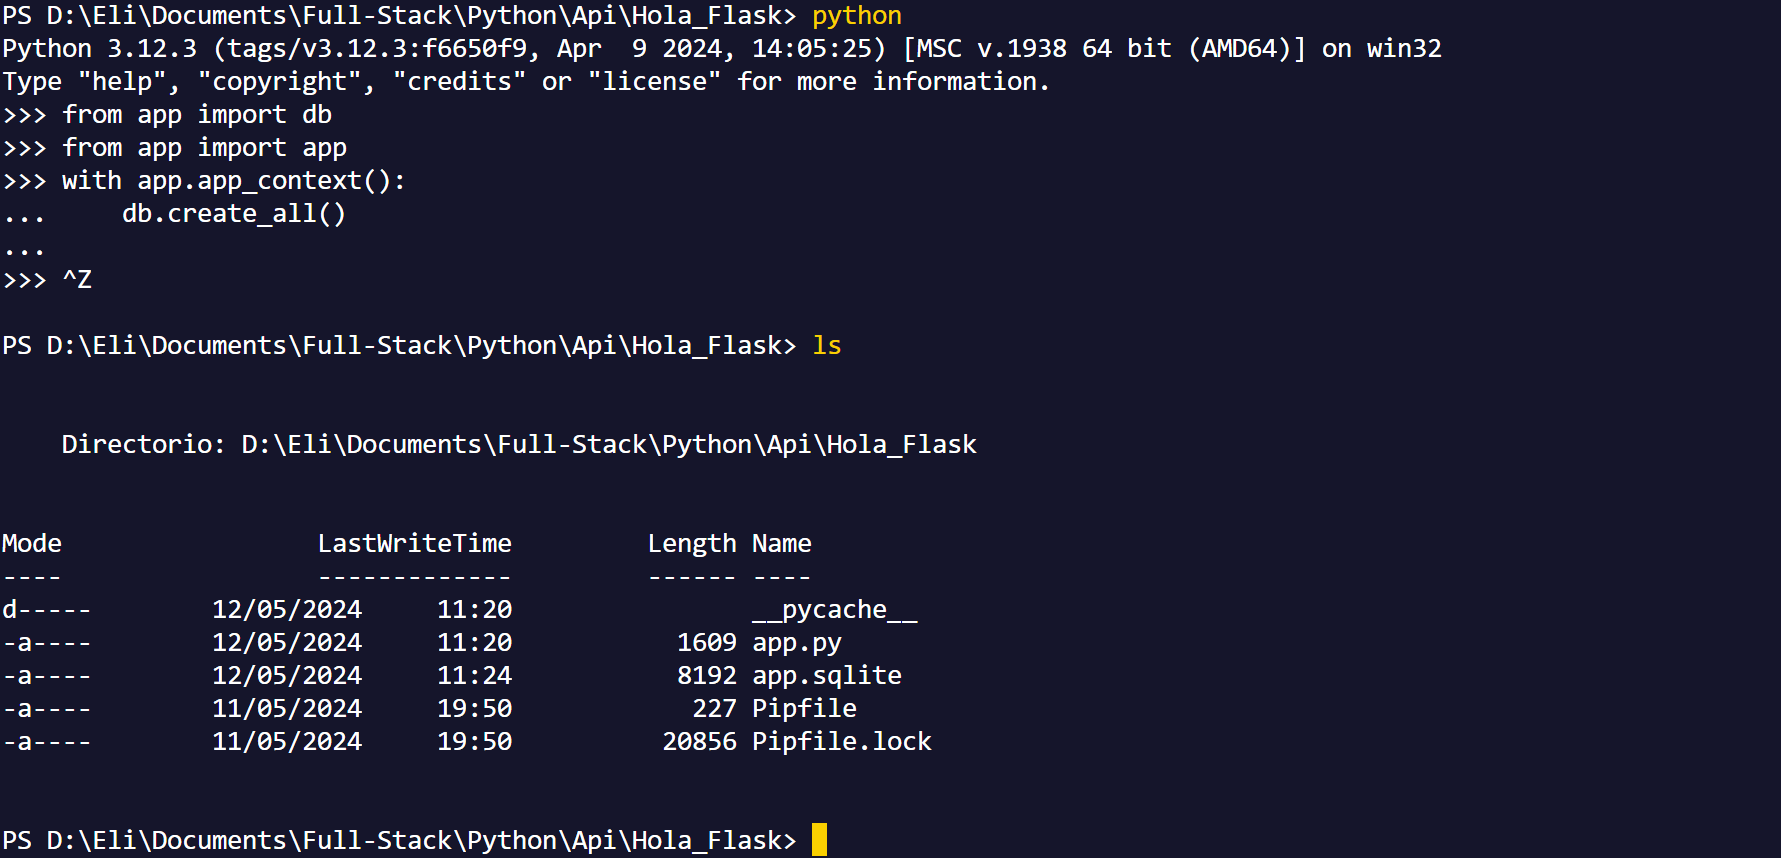 PS D:\Eli\Documents\Full-Stack\Python\Api\Hola_Flask> python
Python 3.12.3 (tags/v3.12.3:f6650f9, Apr  9 2024, 14:05:25) [MSC v.1938 64 bit (AMD64)] on win32
Type "help", "copyright", "credits" or "license" for more information.
>>> from app import db
>>> from app import app
>>> with app.app_context():
...     db.create_all()
...
>>> ^Z
PS D:\Eli\Documents\Full-Stack\Python\Api\Hola_Flask> ls
    Directorio: D:\Eli\Documents\Full-Stack\Python\Api\Hola_Flask
Mode                 LastWriteTime         Length Name
----                 -------------         ------ ----
d-----        12/05/2024     11:20                __pycache__
-a----        12/05/2024     11:20           1609 app.py
-a----        12/05/2024     11:24           8192 app.sqlite
-a----        11/05/2024     19:50            227 Pipfile
-a----        11/05/2024     19:50          20856 Pipfile.lock
PS D:\Eli\Documents\Full-Stack\Python\Api\Hola_Flask>